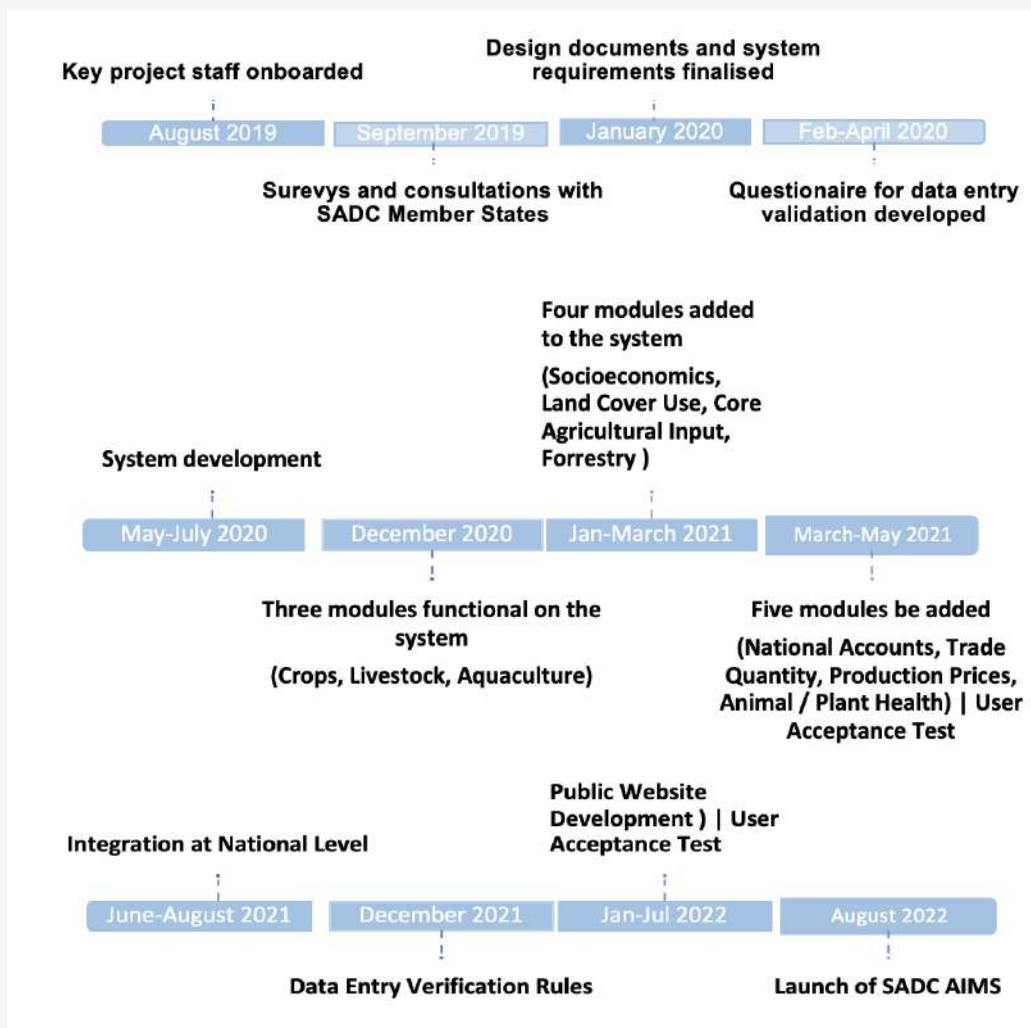 Key project staff onboarded
Design documents and system
requirements finalised
August 2019
September 2019
January 2020
Feb-April 2020
Surevys and consultations with
SADC Member States
Questionaire for data entry
validation developed
System development
Four modules added
to the system
(Socioeconomics,
Land Cover Use, Core
Agricultural Input,
Forrestry )
May-July 2020
December 2020
Jan-March 2021
March-May 2021
Three modules functional on the
system
(Crops, Livestock, Aquaculture)
Five modules be added
(National Accounts, Trade
Quantity, Production Prices,
Animal / Plant Health) | User
Acceptance Test
Integration at National Level
Public Website
Development ) | User
Acceptance Test
June-August 2021
December 2021
Jan-Jul 2022
August 2022
Data Entry Verification Rules
Launch of SADC AIMS